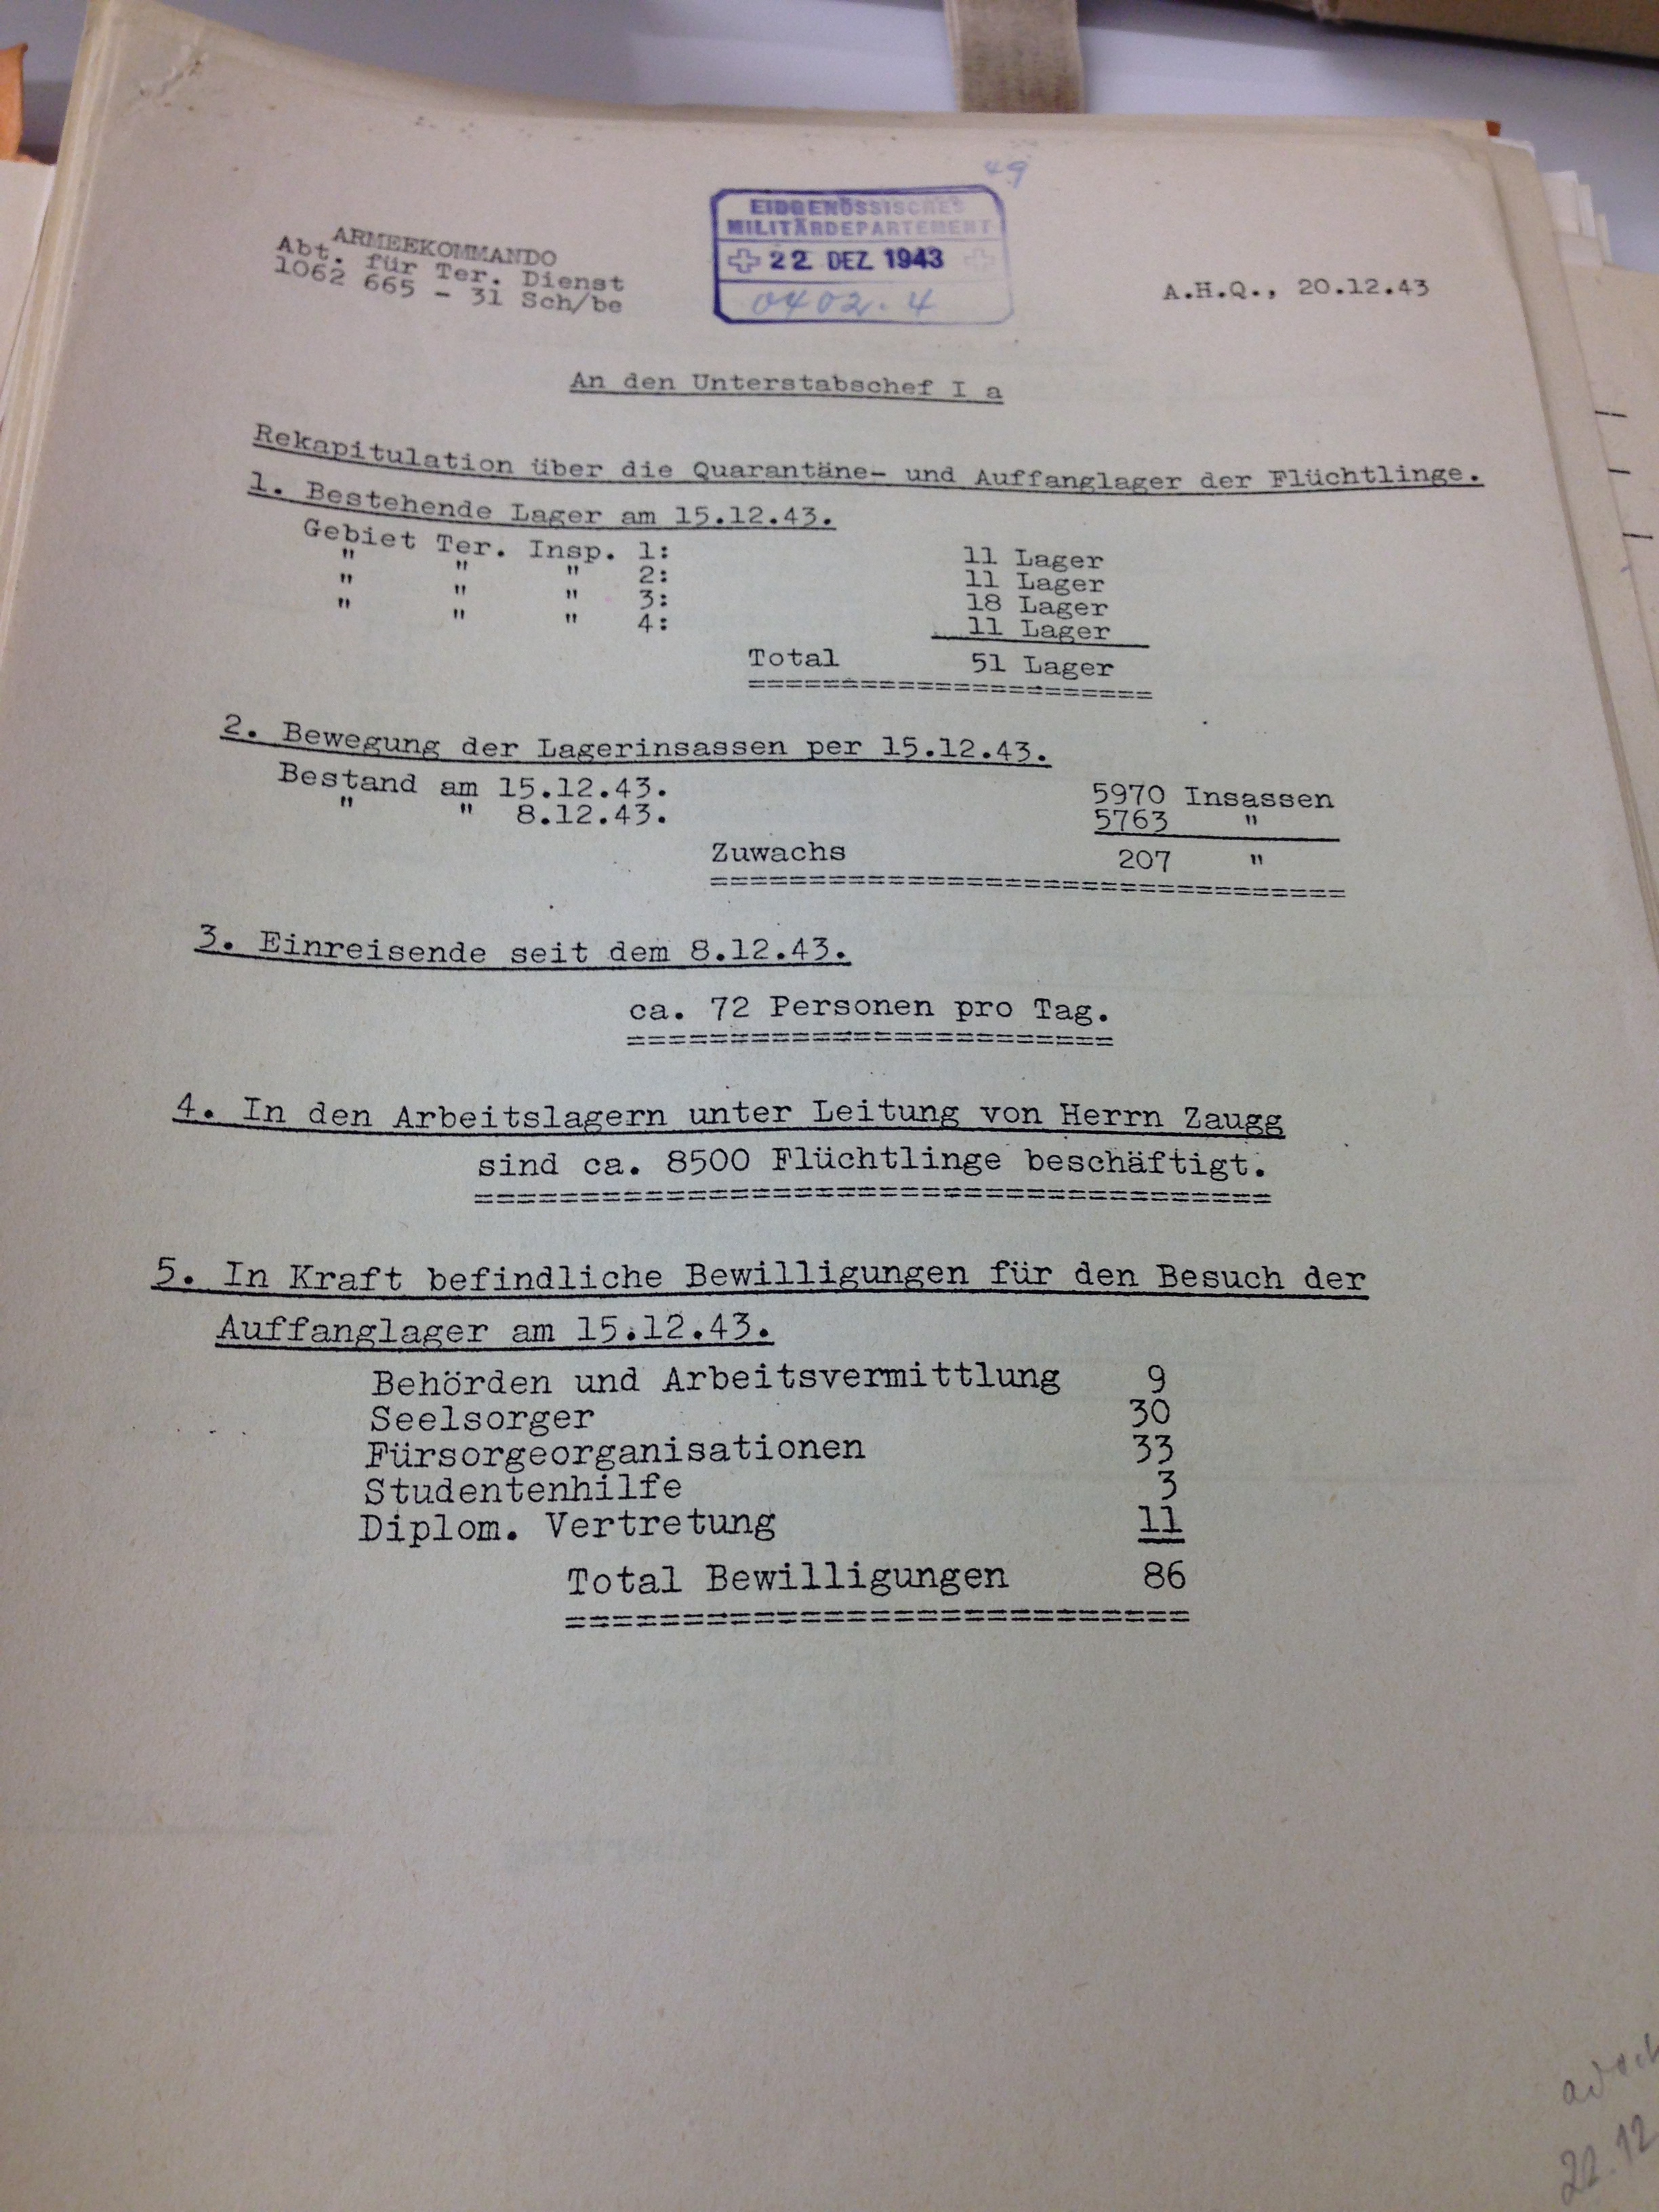 49
EIDGENÖSSISCHES
MILITÄRDEPARTEMENT
22 DEZ. 1943
0402.4
ARMEEKOMMANDO
Abt. für Ter. Dienst
1062 665 - 31 Sch/be
A.H.Q., 20.12.43
An den Unterstabschef I a
Rekapitulation über die Quarantäne- und Auffanglager der Flüchtlinge.
1. Bestehende Lager am 15.12.43.
Gebiet Ter. Insp. 1: 11 Lager
" " " 2: 11 Lager
" " " 3: 18 Lager
" " " 4: 11 Lager
Total 51 Lager
======================
2. Bewegung der Lagerinsassen per 15.12.43.
Bestand am 15.12.43. 5970 Insassen
" " 8.12.43. 5763 "
Zuwachs 207 "
=================================
3. Einreisende seit dem 8.12.43.
ca. 72 Personen pro Tag.
========================
4. In den Arbeitslagern unter Leitung von Herrn Zaugg
sind ca. 8500 Flüchtlinge beschäftigt.
======================================
5. In Kraft befindliche Bewilligungen für den Besuch der
Auffanglager am 15.12.43.
Behörden und Arbeitsvermittlung 9
Seelsorger 30
Fürsorgeorganisationen 33
Studentenhilfe 3
Diplom. Vertretung 11
Total Bewilligungen 86
===========================
22.12